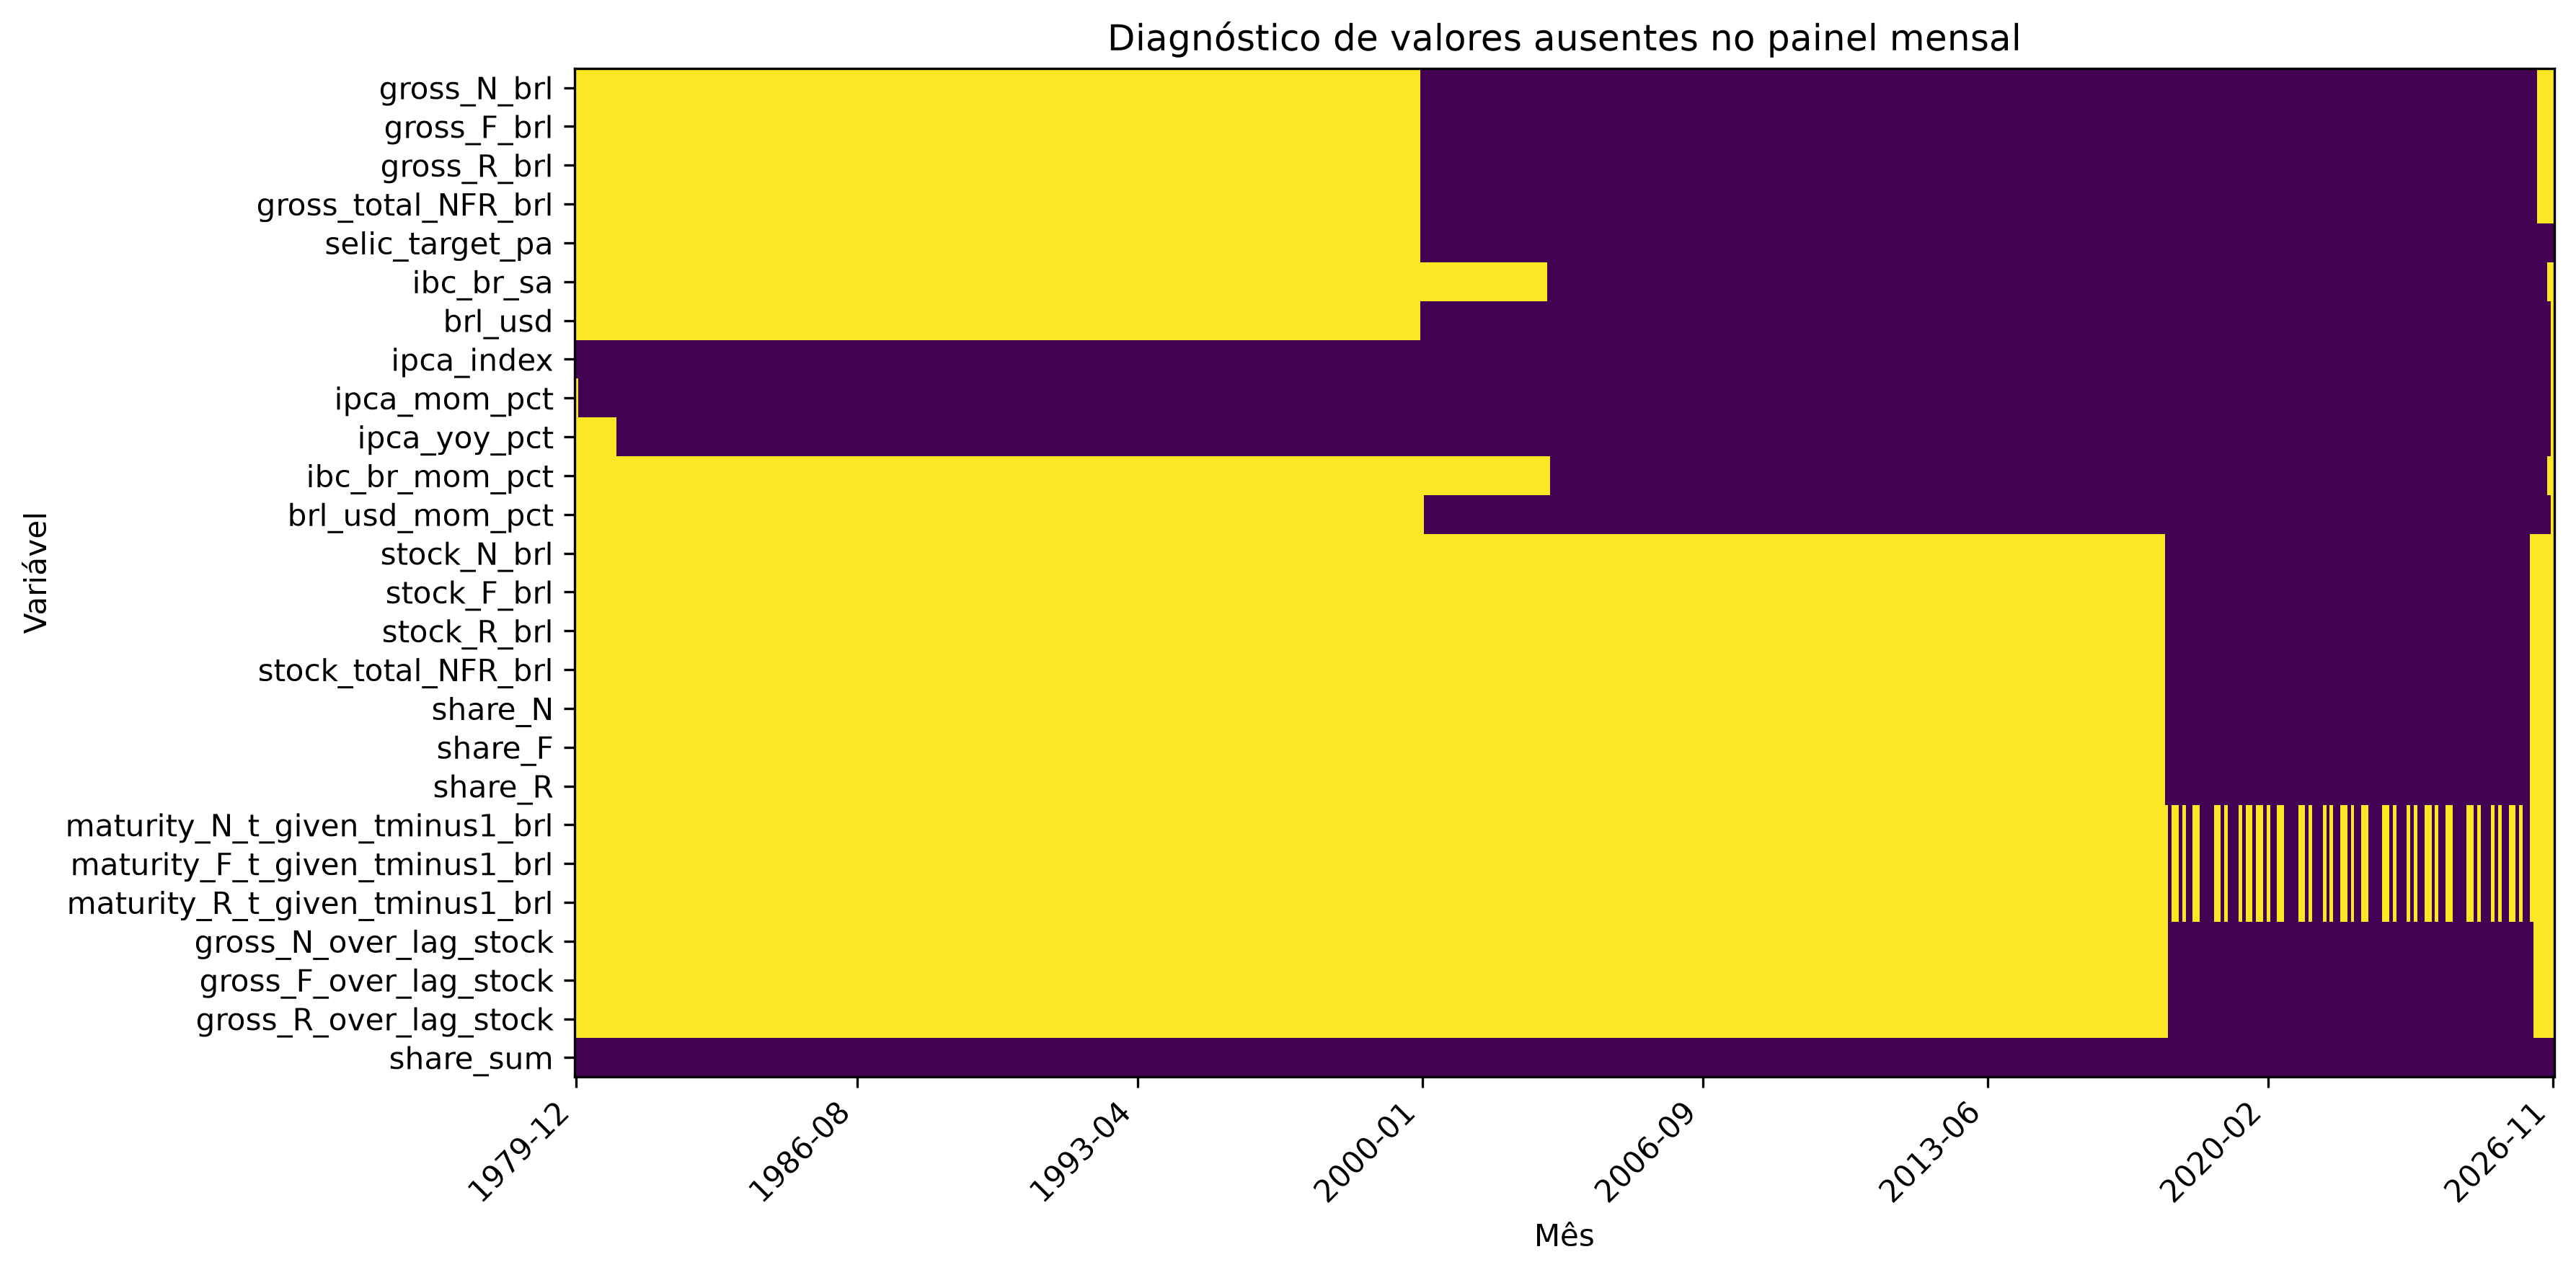 Diagnóstico de valores ausentes no painel mensal
Variável
gross_N_brl
gross_F_brl
gross_R_brl
gross_total_NFR_brl
selic_target_pa
ibc_br_sa
brl_usd
ipca_index
ipca_mom_pct
ipca_yoy_pct
ibc_br_mom_pct
brl_usd_mom_pct
stock_N_brl
stock_F_brl
stock_R_brl
stock_total_NFR_brl
share_N
share_F
share_R
maturity_N_t_given_tminus1_brl
maturity_F_t_given_tminus1_brl
maturity_R_t_given_tminus1_brl
gross_N_over_lag_stock
gross_F_over_lag_stock
gross_R_over_lag_stock
share_sum
1979-12
1986-08
1993-04
2000-01
2006-09
2013-06
2020-02
2026-11
Mês